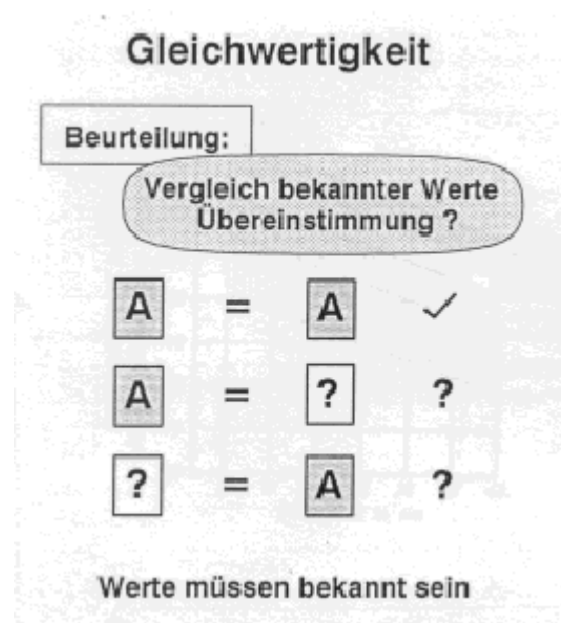 Gleichwertigkeit
Beurteilung:
Vergleich bekannter Werte
Übereinstimmung ?
A = A ✓
A = ? ?
? = A ?
Werte müssen bekannt sein